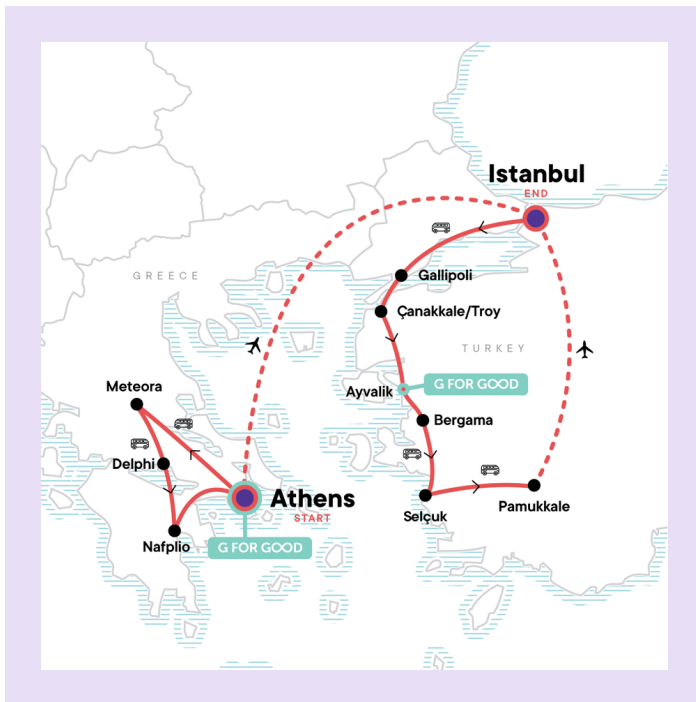 Istanbul
END
Gallipoli
GREECE
Çanakkale/Troy
TURKEY
Meteora
Ayvalik
G FOR GOOD
Bergama
Delphi
Athens
START
Selçuk
Pamukkale
Nafplio
G FOR GOOD